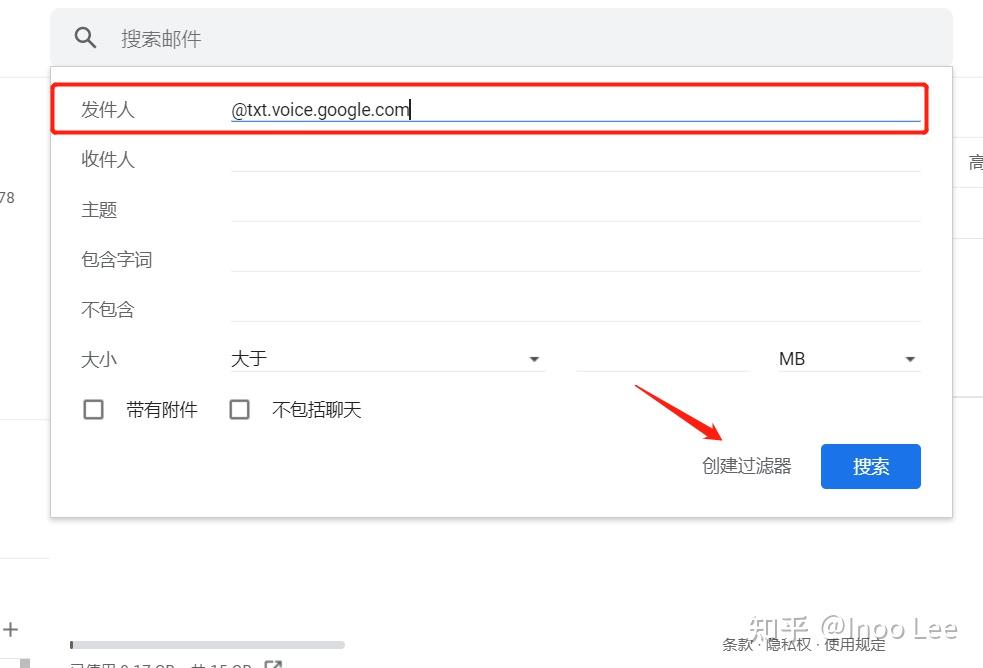 搜索邮件
发件人 @txt.voice.google.com
收件人
高
78
主题
包含字词
不包含
大小 大于 MB
带有附件 不包括聊天
创建过滤器 搜索
知乎 @Inoo Lee
条款 · 隐私权 · 使用规定
已使用 0.17 GB，共 15 GB